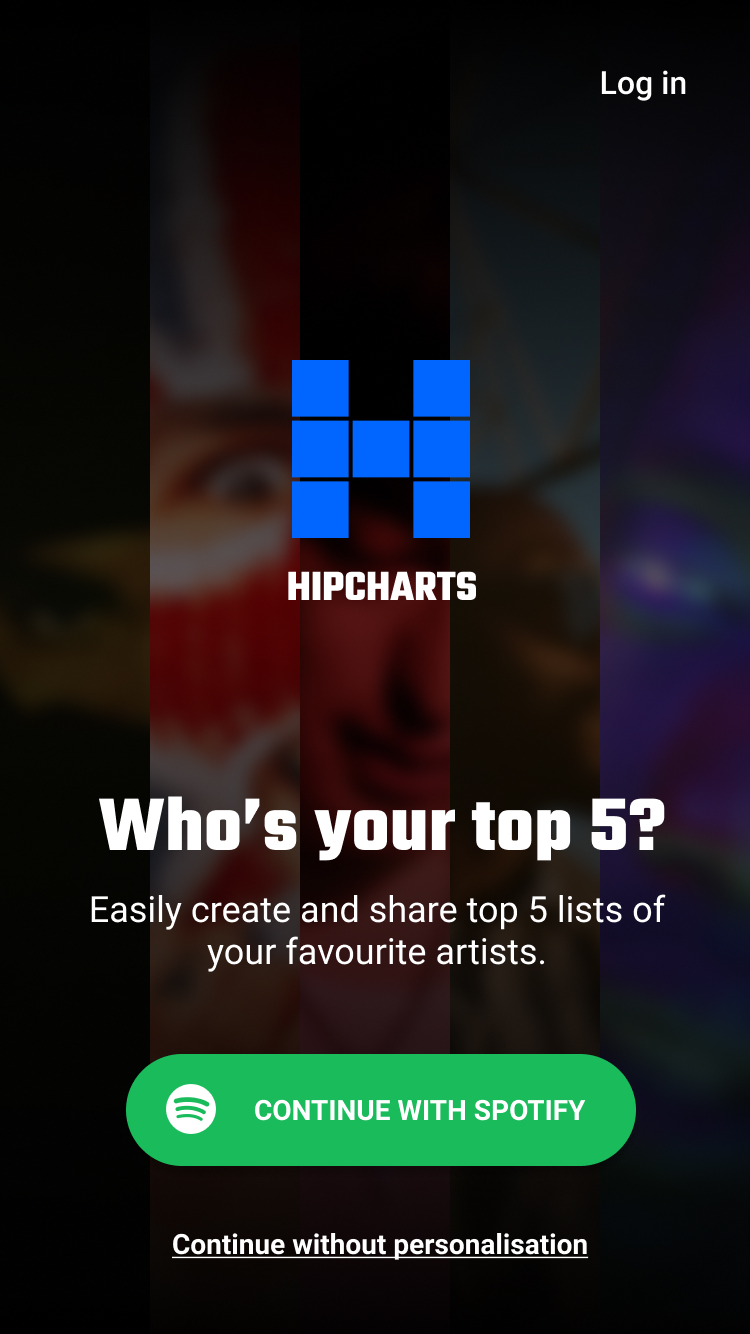 Log in
HIPCHARTS
Who's your top 5?
Easily create and share top 5 lists of
your favourite artists.
CONTINUE WITH SPOTIFY
Continue without personalisation